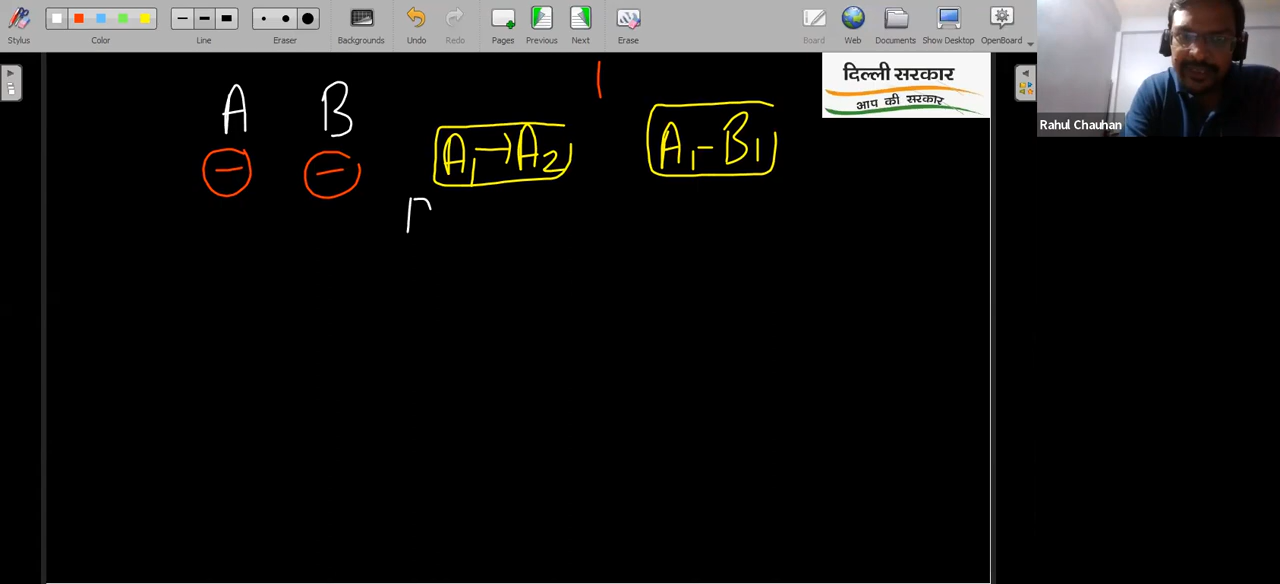 Stylus Color Line Eraser Backgrounds Undo Redo Pages Previous Next Erase Board Web Documents Show Desktop OpenBoard
दिल्ली सरकार
आप की सरकार
Rahul Chauhan
A B
A₁→A₂ A₁-B₁
− −